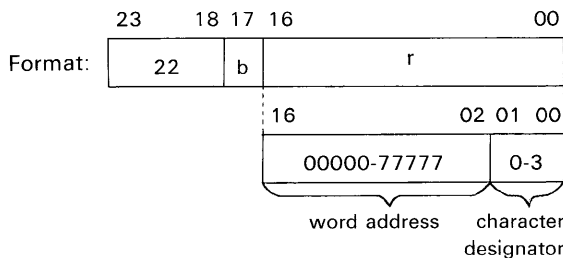 23 18 17 16 00
Format: 22 b r
16 02 01 00
00000-77777 0-3
word address character
designator